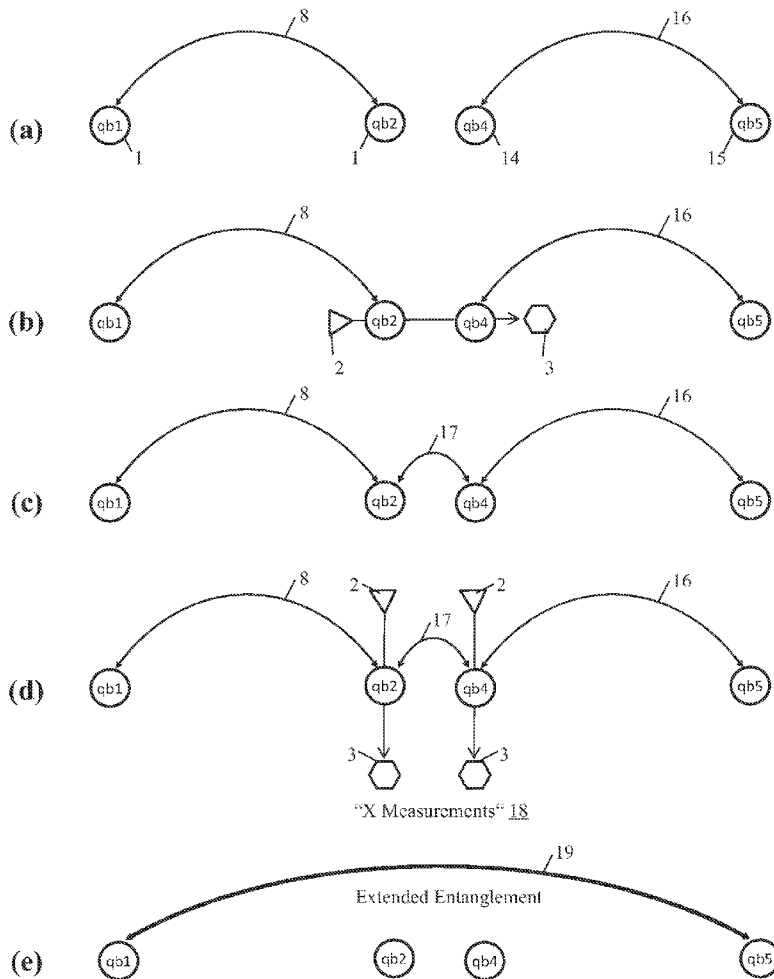 8 16
(a) qb1 qb2 qb4 qb5
1 1 14 15
8 16
(b) qb1 qb2 qb4 qb5
2 3
8 17 16
(c) qb1 qb2 qb4 qb5
8 2 2 16
17
(d) qb1 qb2 qb4 qb5
3 3
“X Measurements“ 18
19
Extended Entanglement
(e) qb1 qb2 qb4 qb5